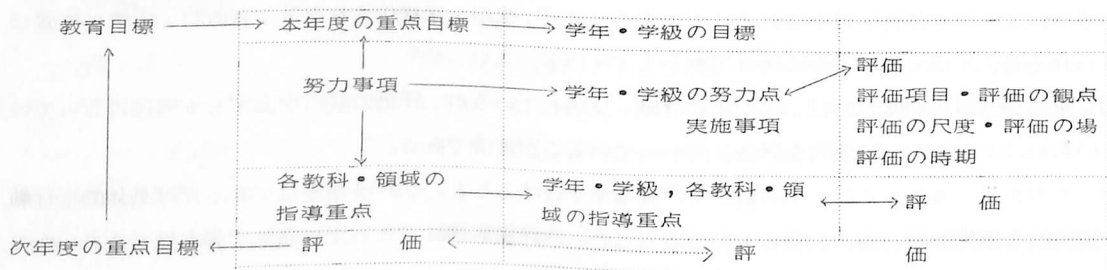 教育目標 → 本年度の重点目標 → 学年・学級の目標
評価
努力事項 → 学年・学級の努力点
評価項目・評価の観点
実施事項
評価の尺度・評価の場
評価の時期
各教科・領域の指導重点 → 学年・学級，各教科・領域の指導重点 ↔ 評　価
次年度の重点目標 ← 評　価 ← → 評　価